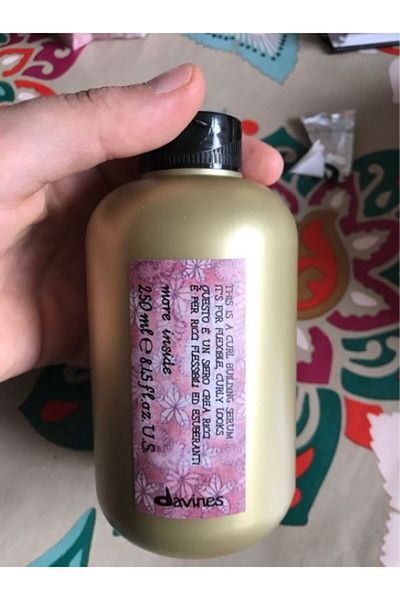 THIS IS A CURL BUILDING SERUM
IT'S FOR FLEXIBLE, CURLY LOOKS
QUESTO È UN SIERO CREA RICCI
È PER RICCI FLESSIBILI ED ESUBERANTI
more inside
250 ml ℮ 8.45 fl.oz U.S.
davines